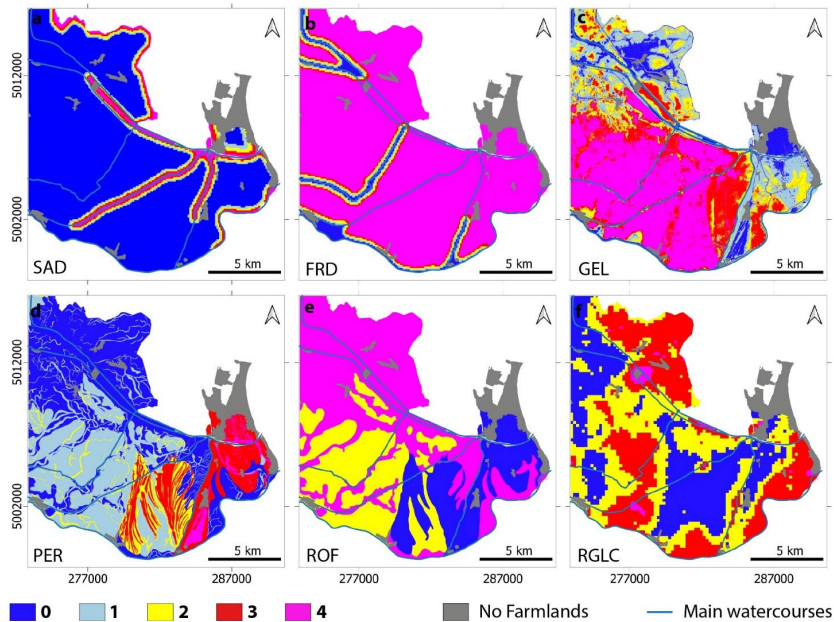 a
b
c
5012000
5002000
SAD
5 km
FRD
5 km
GEL
5 km
d
e
f
5012000
5002000
PER
5 km
ROF
5 km
RGLC
5 km
277000
287000
277000
287000
277000
287000
0
1
2
3
4
No Farmlands
Main watercourses